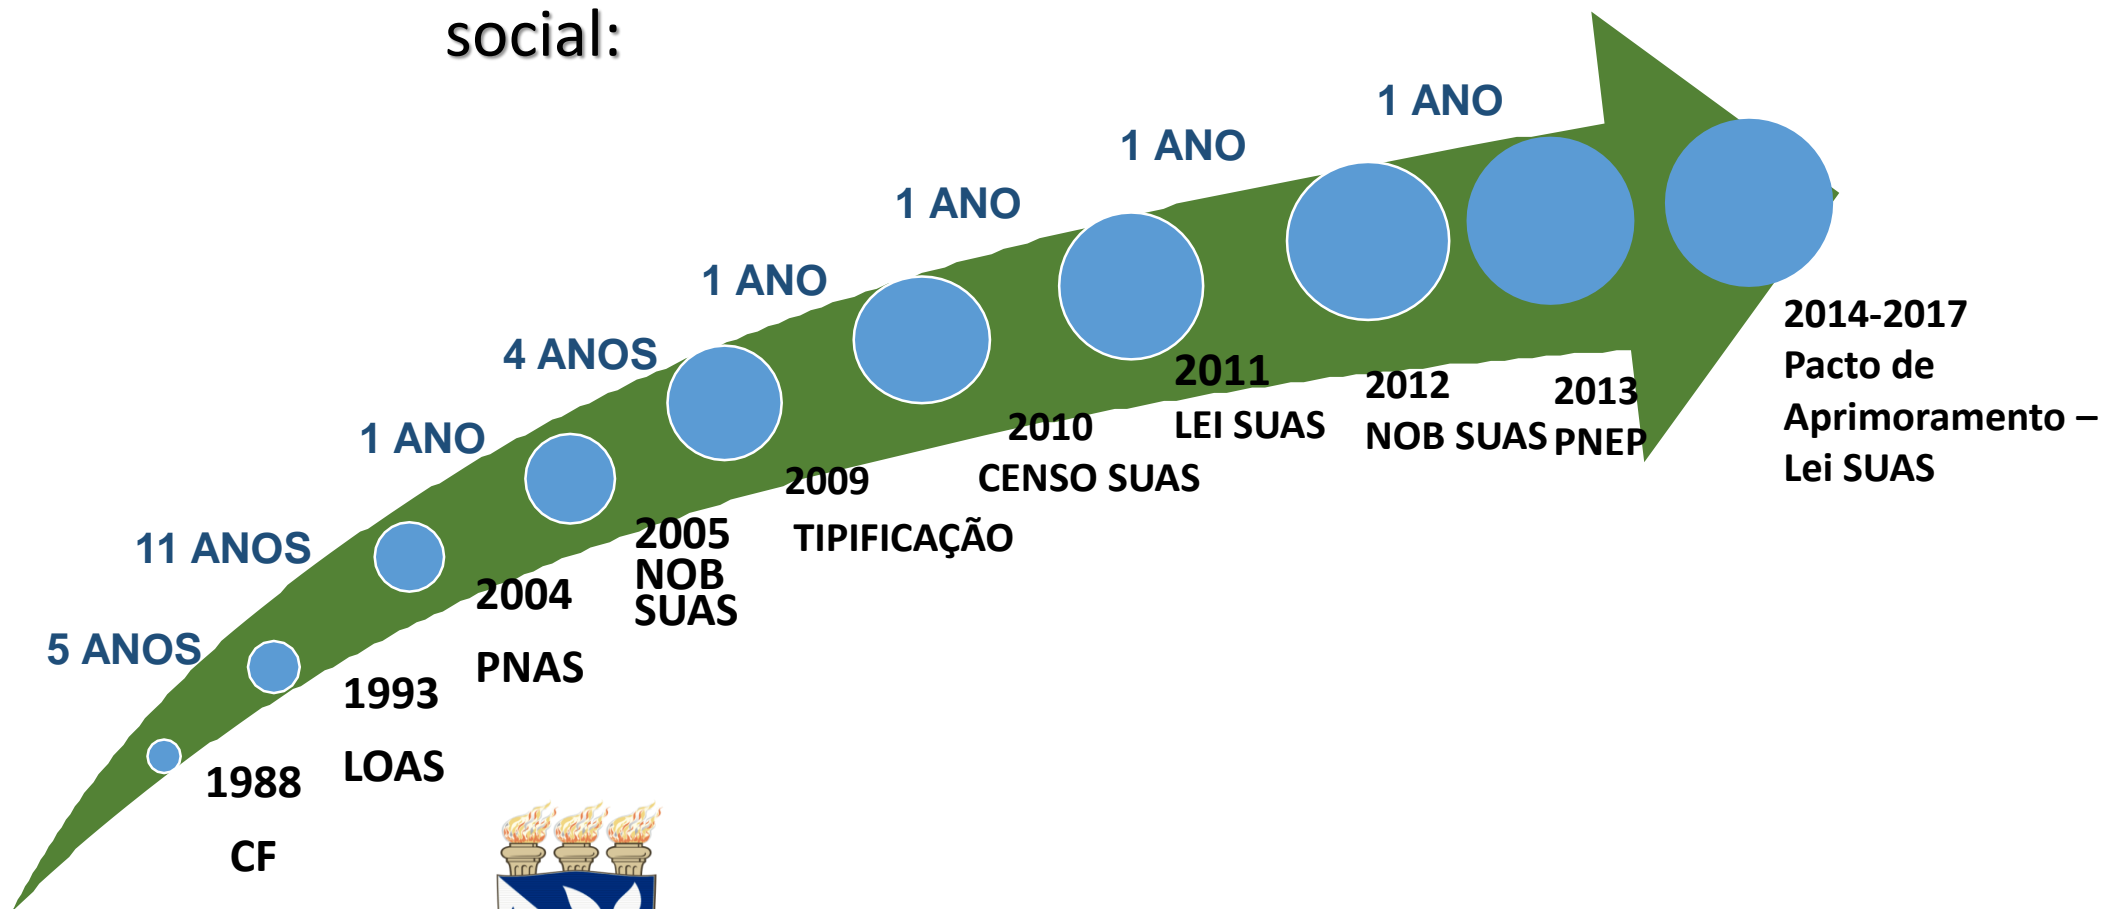 social:
5 ANOS
11 ANOS
1 ANO
4 ANOS
1 ANO
1 ANO
1 ANO
1 ANO
1988
CF
1993
LOAS
2004
PNAS
2005
NOB
SUAS
2009
TIPIFICAÇÃO
2010
CENSO SUAS
2011
LEI SUAS
2012
NOB SUAS
2013
PNEP
2014-2017
Pacto de
Aprimoramento –
Lei SUAS